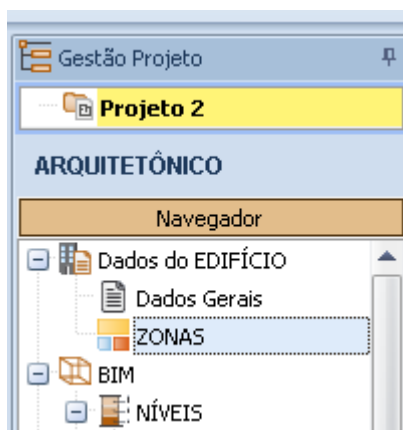 Gestão Projeto
Projeto 2
ARQUITETÔNICO
Navegador
Dados do EDIFÍCIO
Dados Gerais
ZONAS
BIM
NÍVEIS